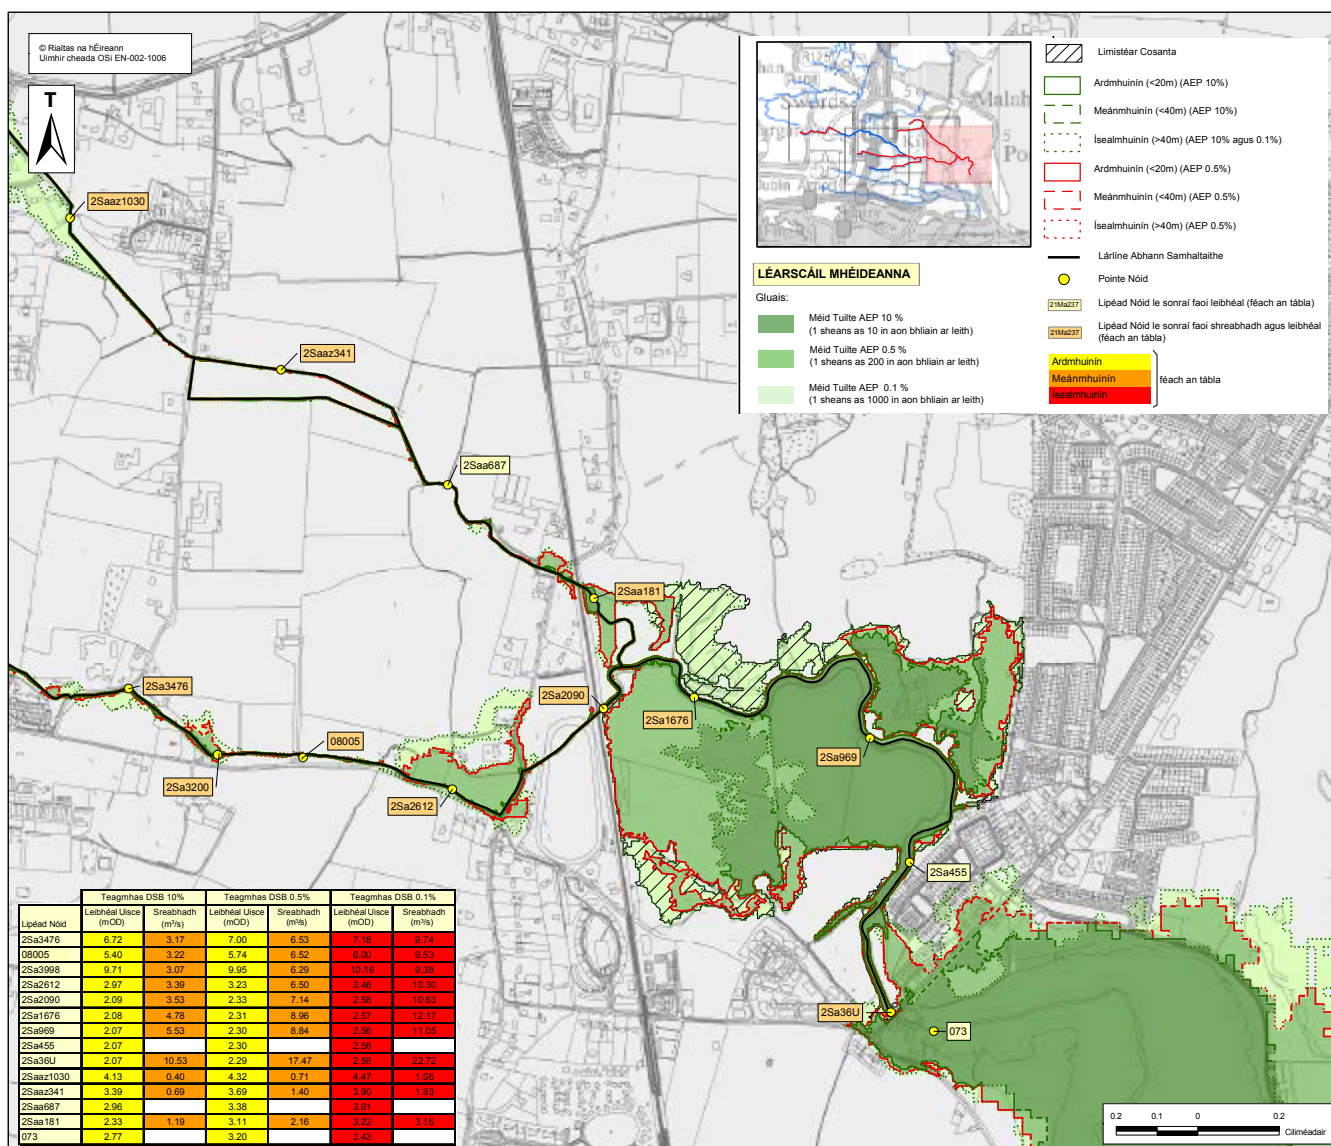 © Rialtas na hÉireann
Uimhir cheada OSi EN-002-1006
T
Limistéar Cosanta
Ardmhuinín (<20m) (AEP 10%)
Meánmhuinín (<40m) (AEP 10%)
Ísealmhuinín (>40m) (AEP 10% agus 0.1%)
Ardmhuinín (<20m) (AEP 0.5%)
Meánmhuinín (<40m) (AEP 0.5%)
Ísealmhuinín (>40m) (AEP 0.5%)
Lárlíne Abhann Samhaltaithe
Pointe Nóid
21Ma237 Lipéad Nóid le sonraí faoi leibhéal (féach an tábla)
21Ma237 Lipéad Nóid le sonraí faoi shreabhadh agus leibhéal
(féach an tábla)
Ardmhuinín
Meánmhuinín
Ísealmhuinín
féach an tábla
LÉARSCÁIL MHÉIDEANNA
Gluais:
Méid Tuilte AEP 10 %
(1 sheans as 10 in aon bhliain ar leith)
Méid Tuilte AEP 0.5 %
(1 sheans as 200 in aon bhliain ar leith)
Méid Tuilte AEP 0.1 %
(1 sheans as 1000 in aon bhliain ar leith)
2Saaz1030
2Saaz341
2Saa687
2Saa181
2Sa3476
2Sa2090
2Sa1676
08005
2Sa969
2Sa3200
2Sa2612
2Sa455
2Sa36U
073
Teagmhas DSB 10% Teagmhas DSB 0.5% Teagmhas DSB 0.1%
Lipéad Nóid Leibhéal Uisce (mOD) Sreabhadh (m³/s) Leibhéal Uisce (mOD) Sreabhadh (m³/s) Leibhéal Uisce (mOD) Sreabhadh (m³/s)
2Sa3476 6.72 3.17 7.00 6.53 7.18 9.74
08005 5.40 3.22 5.74 6.52 6.00 9.53
2Sa3998 9.71 3.07 9.95 6.29 10.16 9.38
2Sa2612 2.97 3.39 3.23 6.50 3.46 10.30
2Sa2090 2.09 3.53 2.33 7.14 2.58 10.63
2Sa1676 2.08 4.78 2.31 8.96 2.57 12.17
2Sa969 2.07 5.53 2.30 8.84 2.56 11.05
2Sa455 2.07 2.30 2.56
2Sa36U 2.07 10.53 2.29 17.47 2.56 22.72
2Saaz1030 4.13 0.40 4.32 0.71 4.47 1.06
2Saaz341 3.39 0.69 3.69 1.40 3.90 1.93
2Saa687 2.96 3.38 3.61
2Saa181 2.33 1.19 3.11 2.16 3.22 3.16
073 2.77 3.20 3.43
0.2 0.1 0 0.2
Ciliméadair